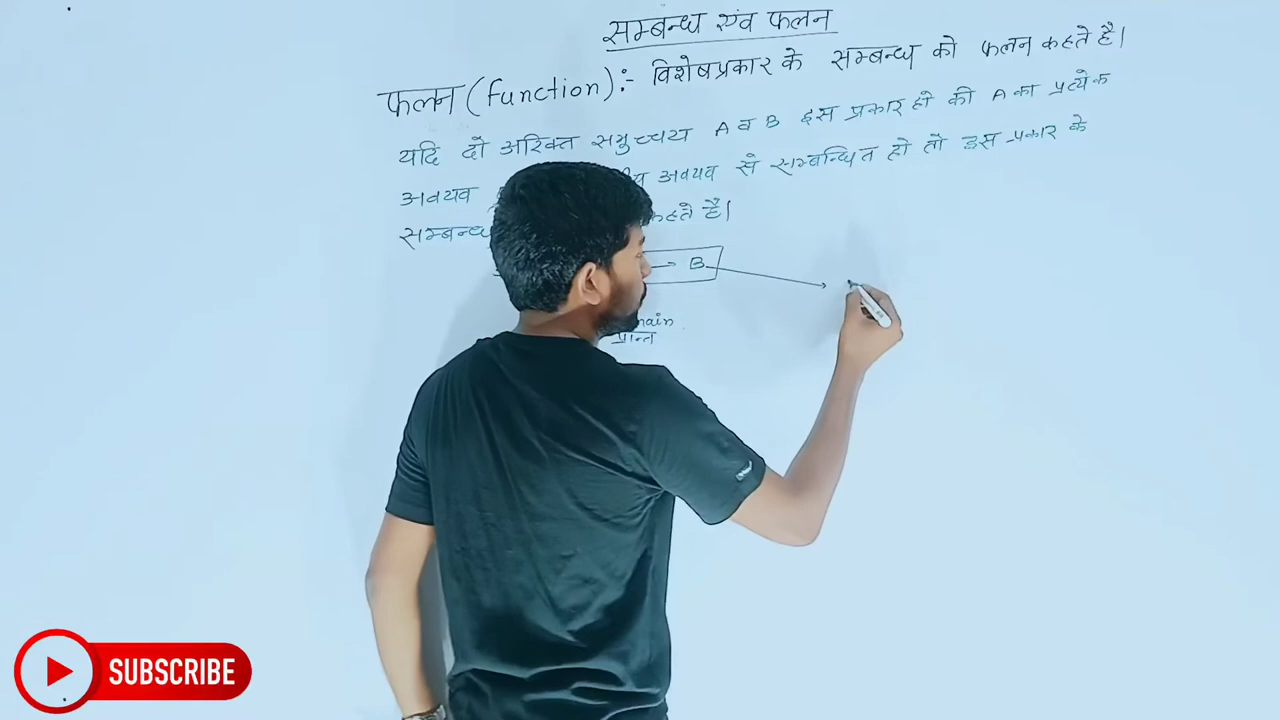 सम्बन्ध एंव फलन
फलन (Function):- विशेषप्रकार के सम्बन्ध को फलन कहते है।
यदि दो अरिक्त समुच्चय A व B इस प्रकार हो की A का प्रत्येक
अवयव अवयव से सम्बन्धित हो तो इस प्रकार के
सम्बन्ध कहते है।
→ B
प्रान्त
SUBSCRIBE